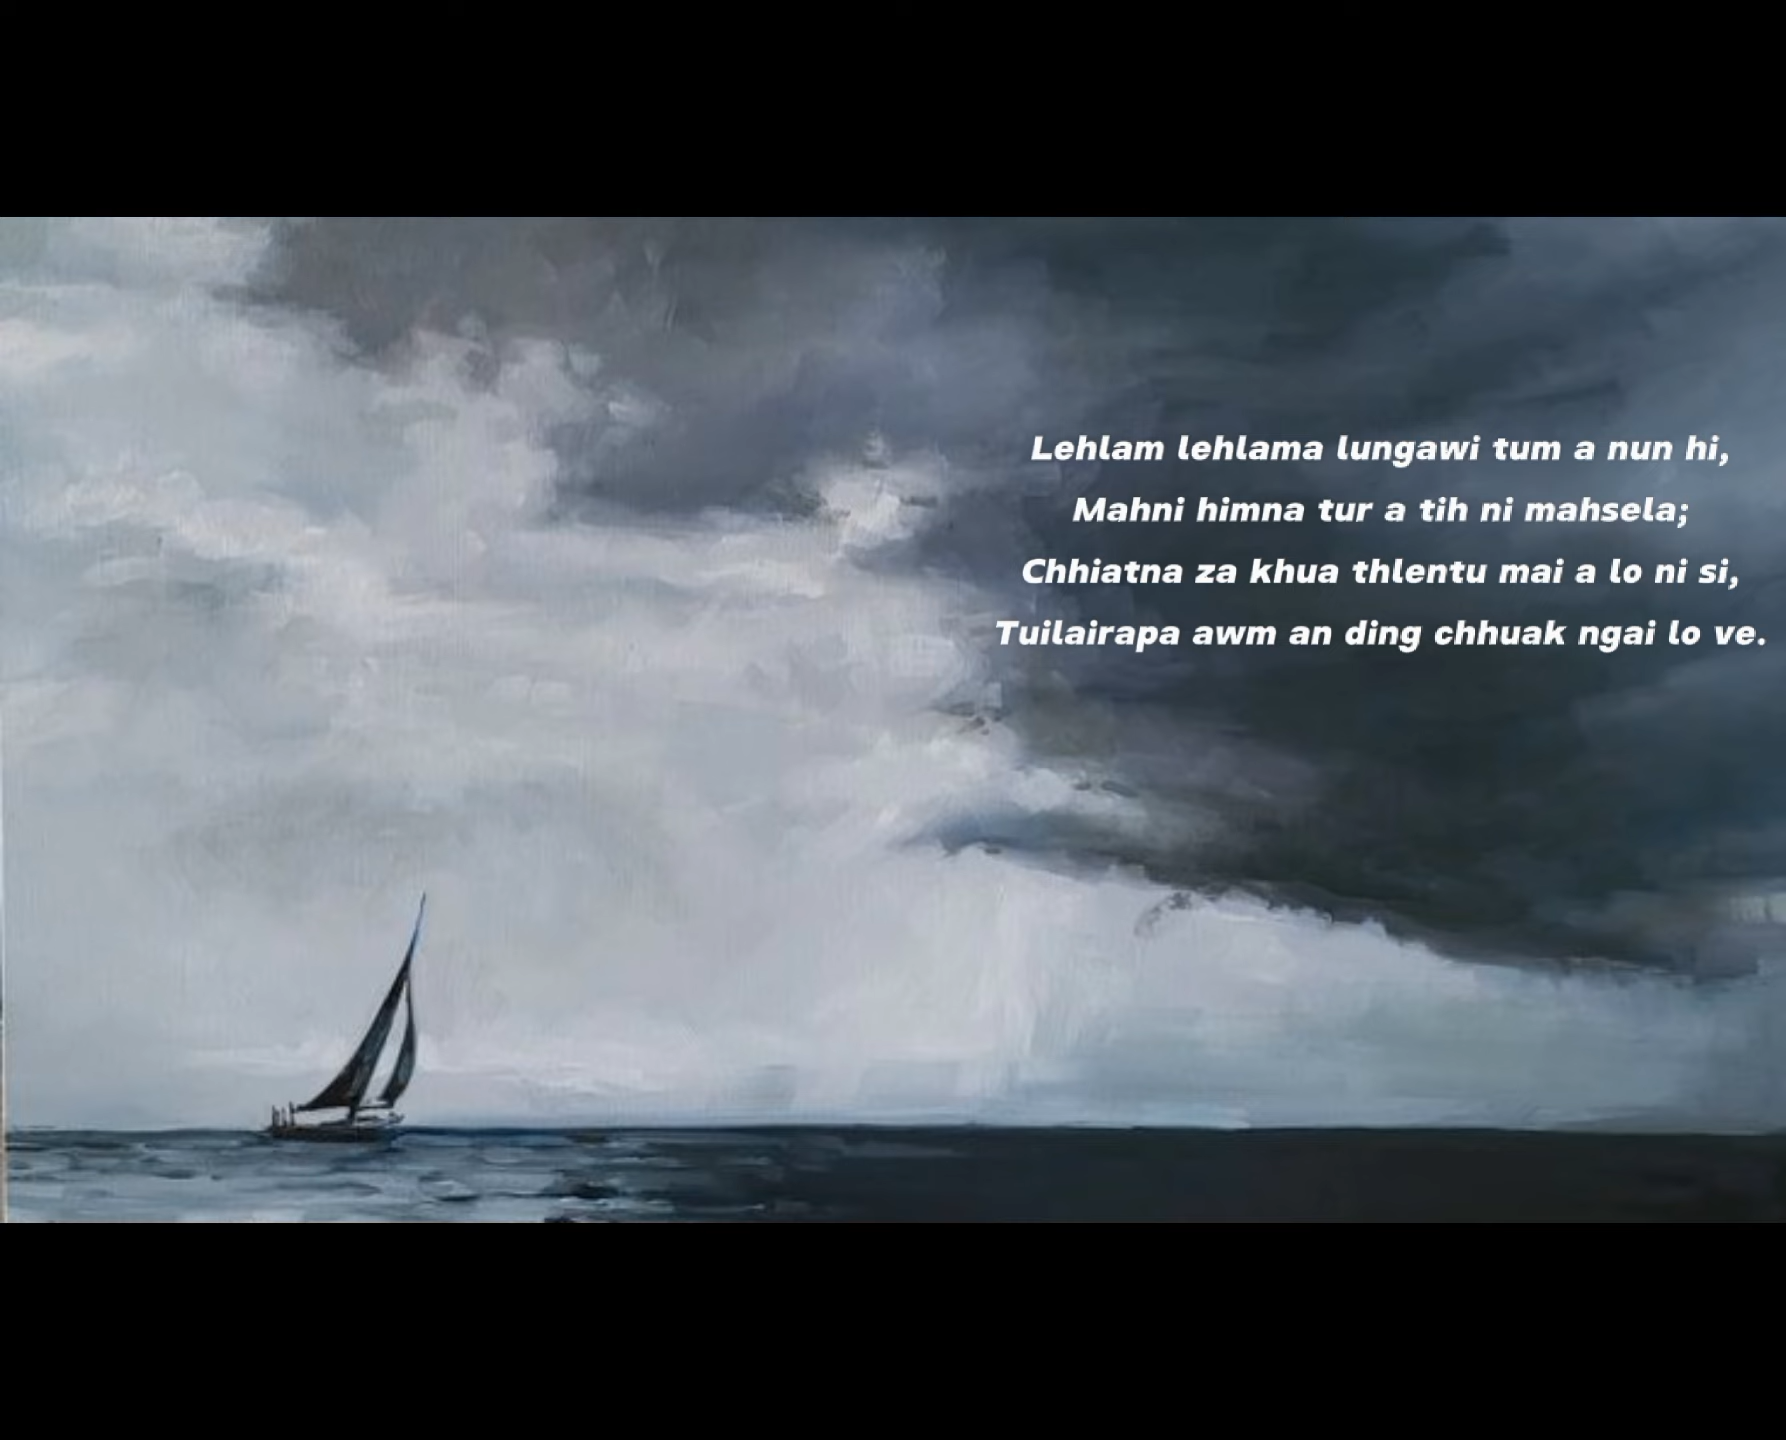 Lehlam lehlama lungawi tum a nun hi,
Mahni himna tur a tih ni mahsela;
Chhiatna za khua thlentu mai a lo ni si,
Tuilairapa awm an ding chhuak ngai lo ve.